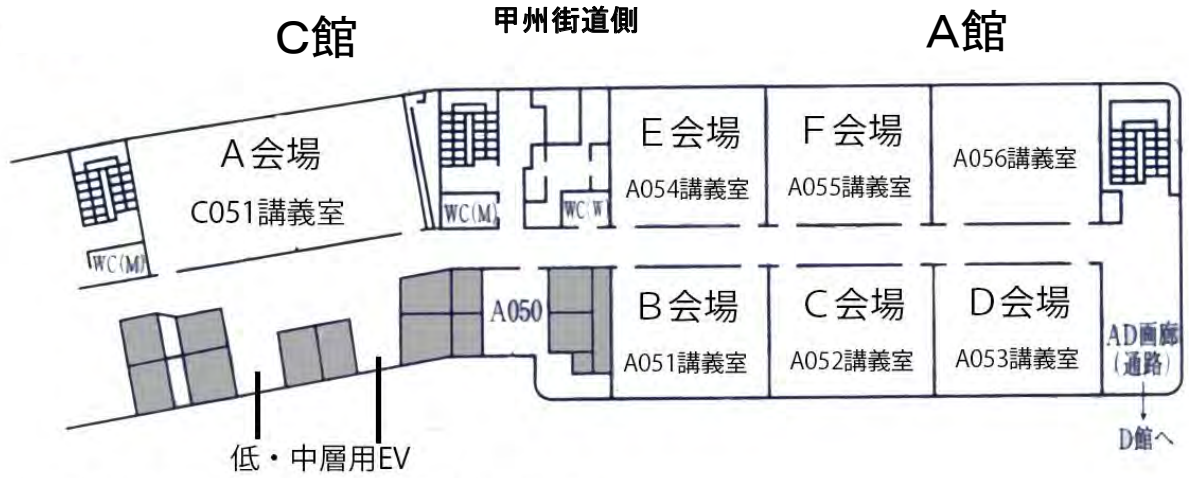 甲州街道側
C館
A館
A会場
C051講義室
WC(M)
WC(M)
WC(W)
E会場
A054講義室
F会場
A055講義室
A056講義室
A050
B会場
A051講義室
C会場
A052講義室
D会場
A053講義室
AD画廊
(通路)
D館へ
低・中層用EV